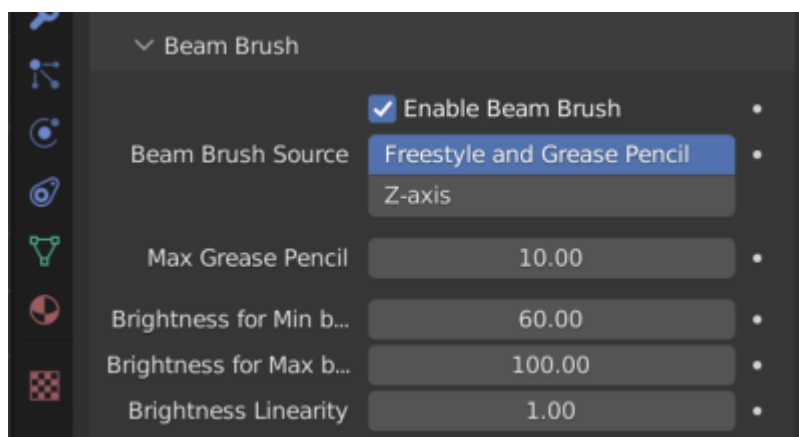 Beam Brush
Enable Beam Brush
Beam Brush Source Freestyle and Grease Pencil
Z-axis
Max Grease Pencil 10.00
Brightness for Min b... 60.00
Brightness for Max b... 100.00
Brightness Linearity 1.00